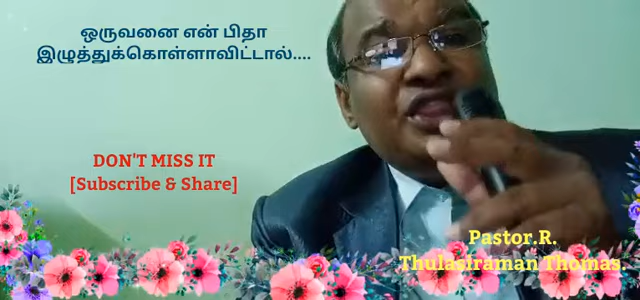 ஒருவனை என் பிதா
இழுத்துக்கொள்ளாவிட்டால்....
DON'T MISS IT
[Subscribe & Share]
Pastor.R.
Thulasiraman Thomas.